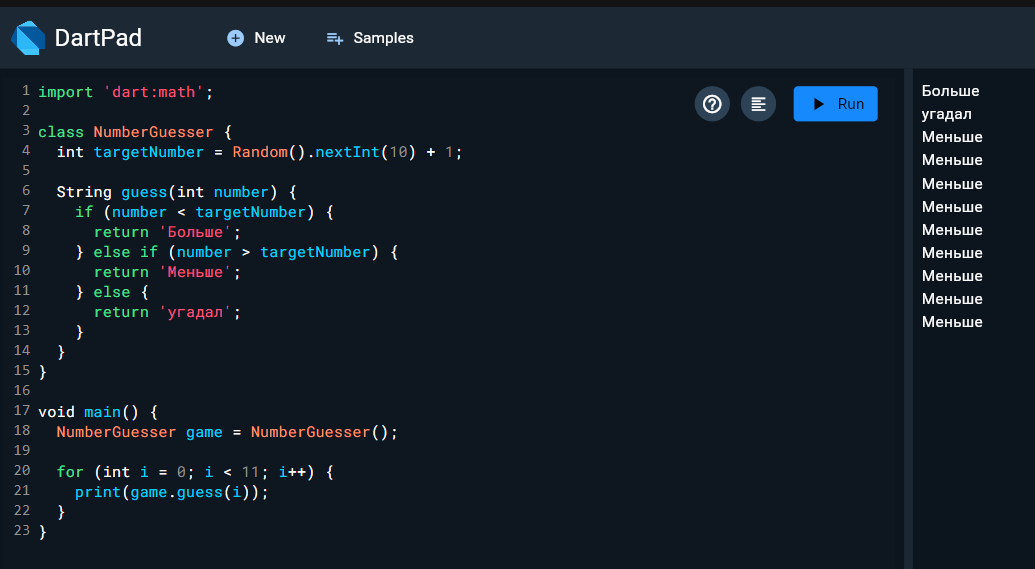 DartPad
New
Samples
1 import 'dart:math';
2
3 class NumberGuesser {
4   int targetNumber = Random().nextInt(10) + 1;
5
6   String guess(int number) {
7     if (number < targetNumber) {
8       return 'Больше';
9     } else if (number > targetNumber) {
10       return 'Меньше';
11     } else {
12       return 'угадал';
13     }
14   }
15 }
16
17 void main() {
18   NumberGuesser game = NumberGuesser();
19
20   for (int i = 0; i < 11; i++) {
21     print(game.guess(i));
22   }
23 }
Run
Больше
угадал
Меньше
Меньше
Меньше
Меньше
Меньше
Меньше
Меньше
Меньше
Меньше